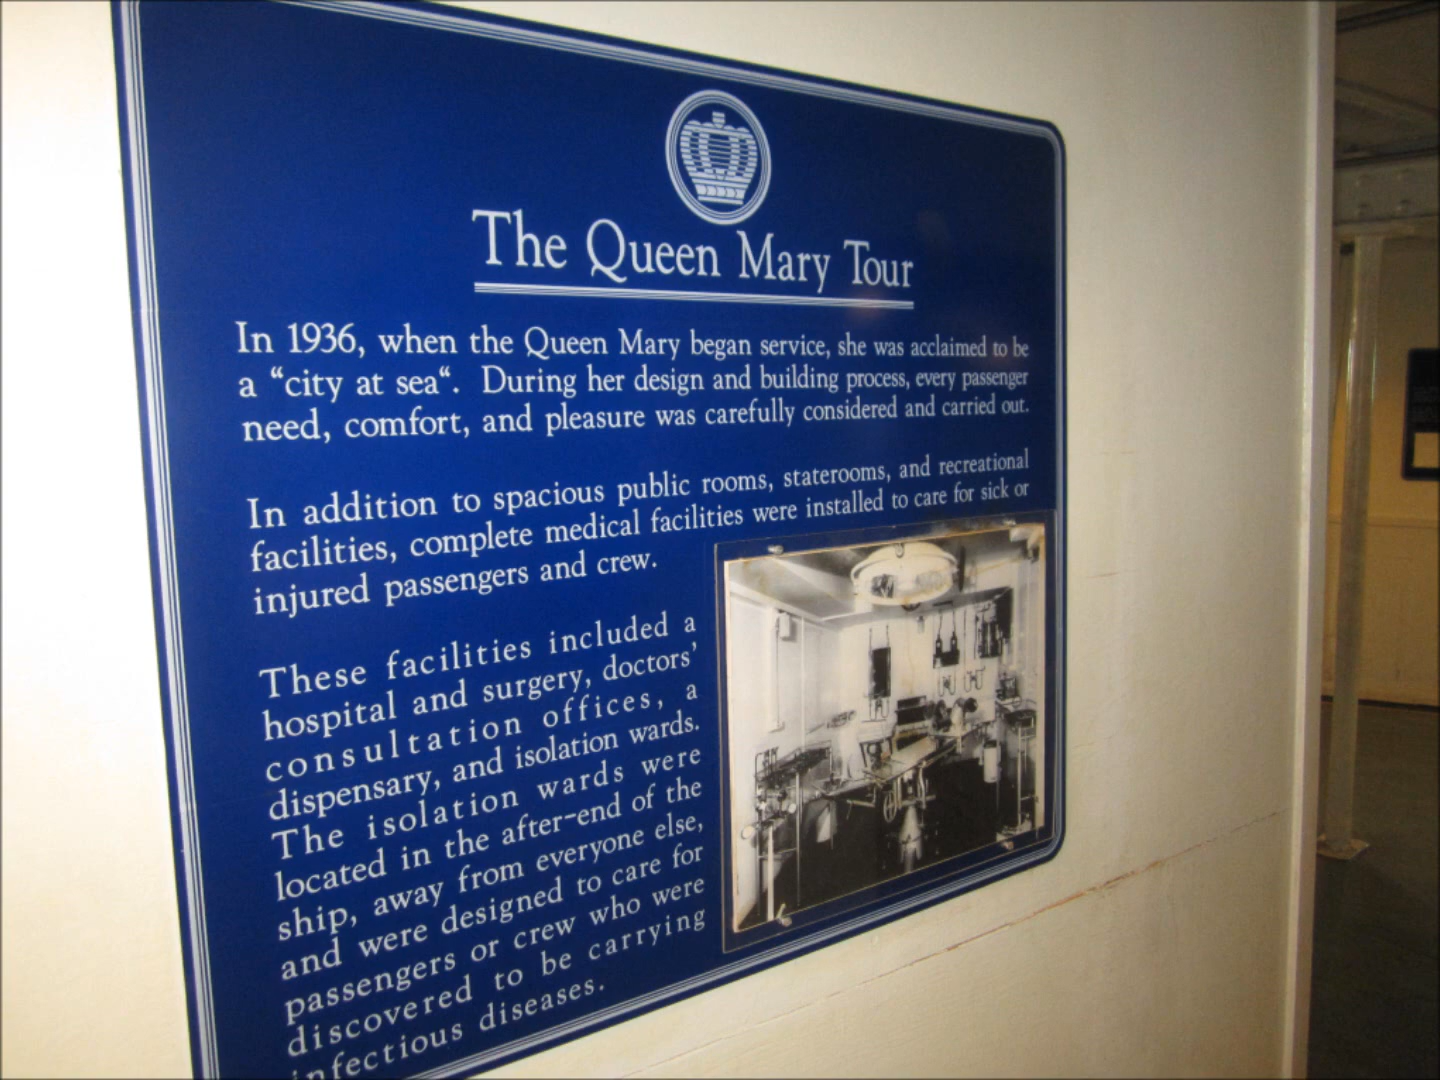 The Queen Mary Tour
In 1936, when the Queen Mary began service, she was acclaimed to be
a “city at sea“. During her design and building process, every passenger
need, comfort, and pleasure was carefully considered and carried out.
In addition to spacious public rooms, staterooms, and recreational
facilities, complete medical facilities were installed to care for sick or
injured passengers and crew.
These facilities included a
hospital and surgery, doctors’
consultation offices, a
dispensary, and isolation wards.
The isolation wards were
located in the after-end of the
ship, away from everyone else,
and were designed to care for
passengers or crew who were
discovered to be carrying
infectious diseases.